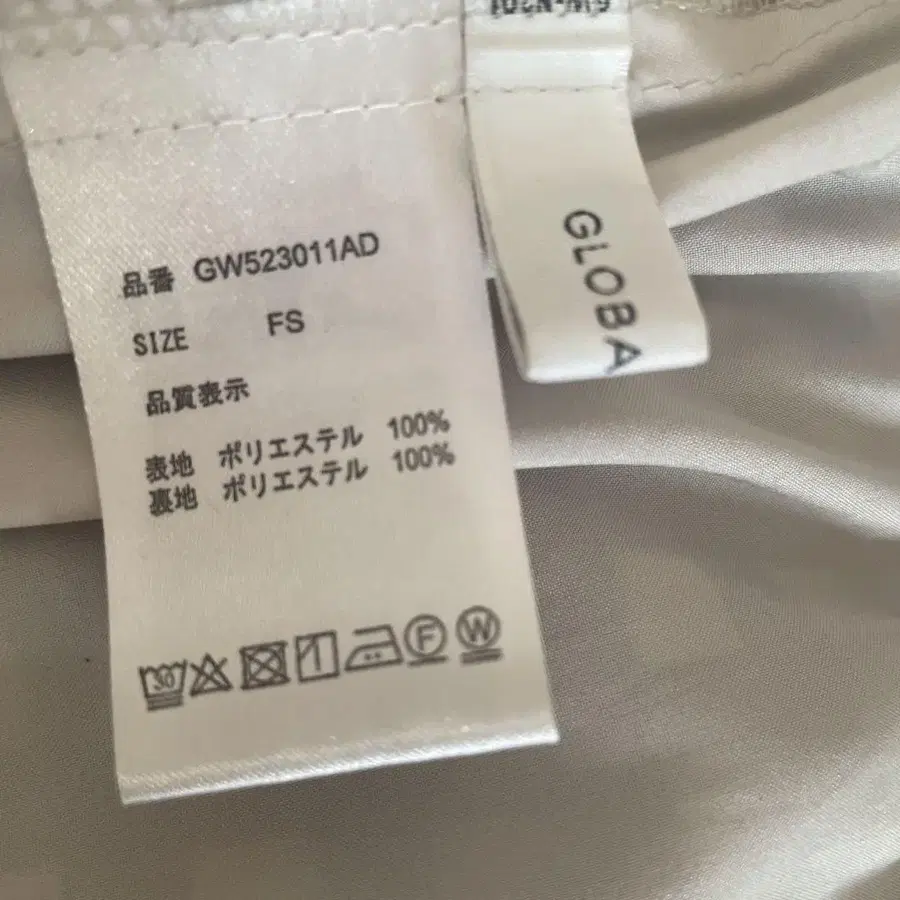 品番 GW523011AD
SIZE FS
品質表示
表地 ポリエステル 100%
裏地 ポリエステル 100%
30
F
W
GLOBA